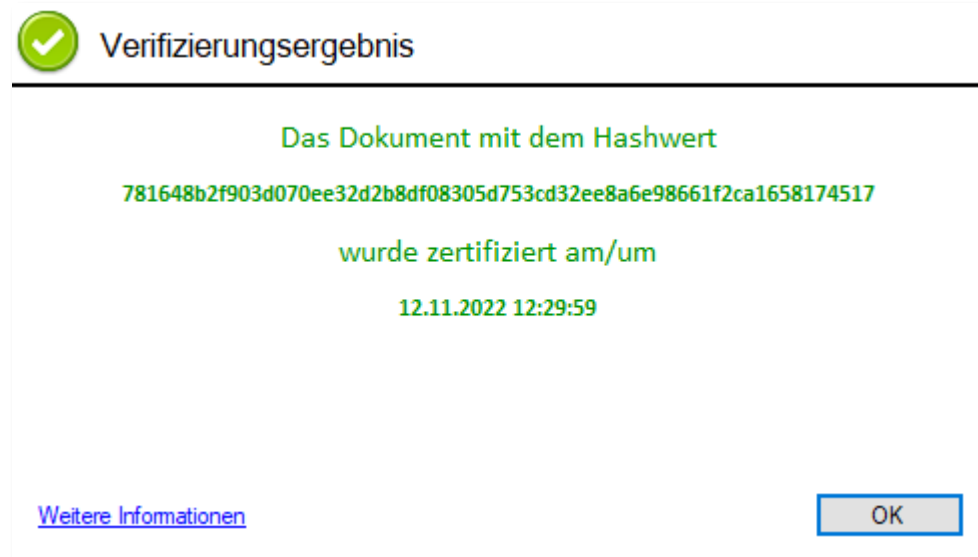 Verifizierungsergebnis
Das Dokument mit dem Hashwert
781648b2f903d070ee32d2b8df08305d753cd32ee8a6e98661f2ca1658174517
wurde zertifiziert am/um
12.11.2022 12:29:59
Weitere Informationen
OK